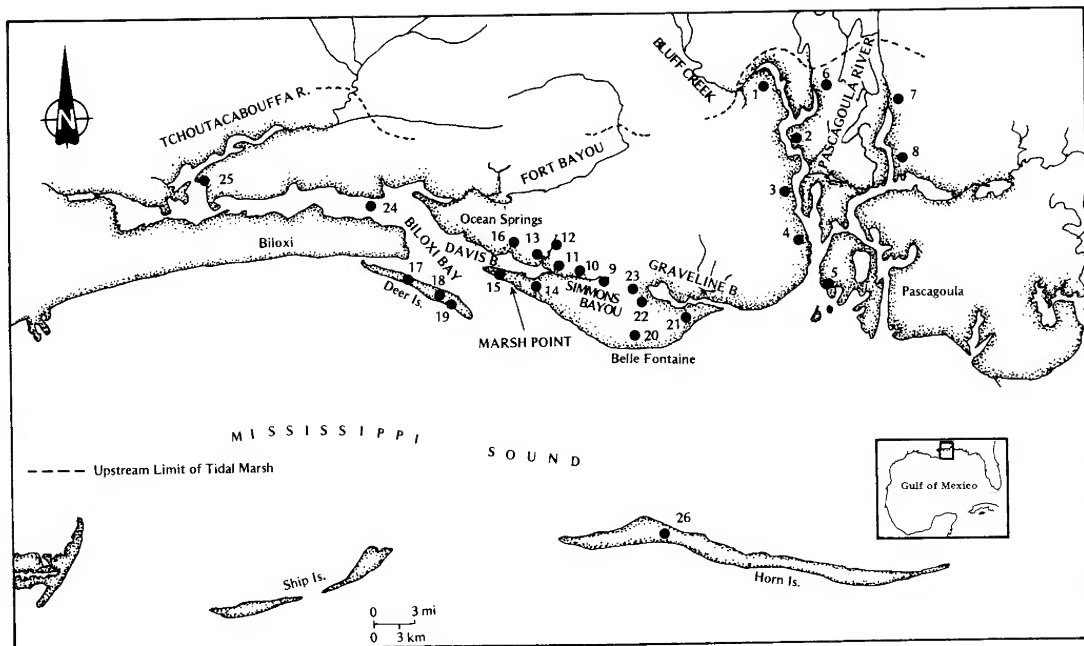 N
TCHOUTACABOUFFA R.
BLUFF CREEK
PASCAGOULA RIVER
1
6
7
2
8
3
4
5
25
24
FORT BAYOU
Ocean Springs
16
13
12
11
10
9
23
22
21
20
14
15
Biloxi
BILOXI BAY
DAVIS B.
SIMMONS BAYOU
GRAVELINE B.
17
18
19
Deer Is.
MARSH POINT
Belle Fontaine
Pascagoula
MISSISSIPPI SOUND
Upstream Limit of Tidal Marsh
Gulf of Mexico
26
Ship Is.
Horn Is.
0 3 mi
0 3 km